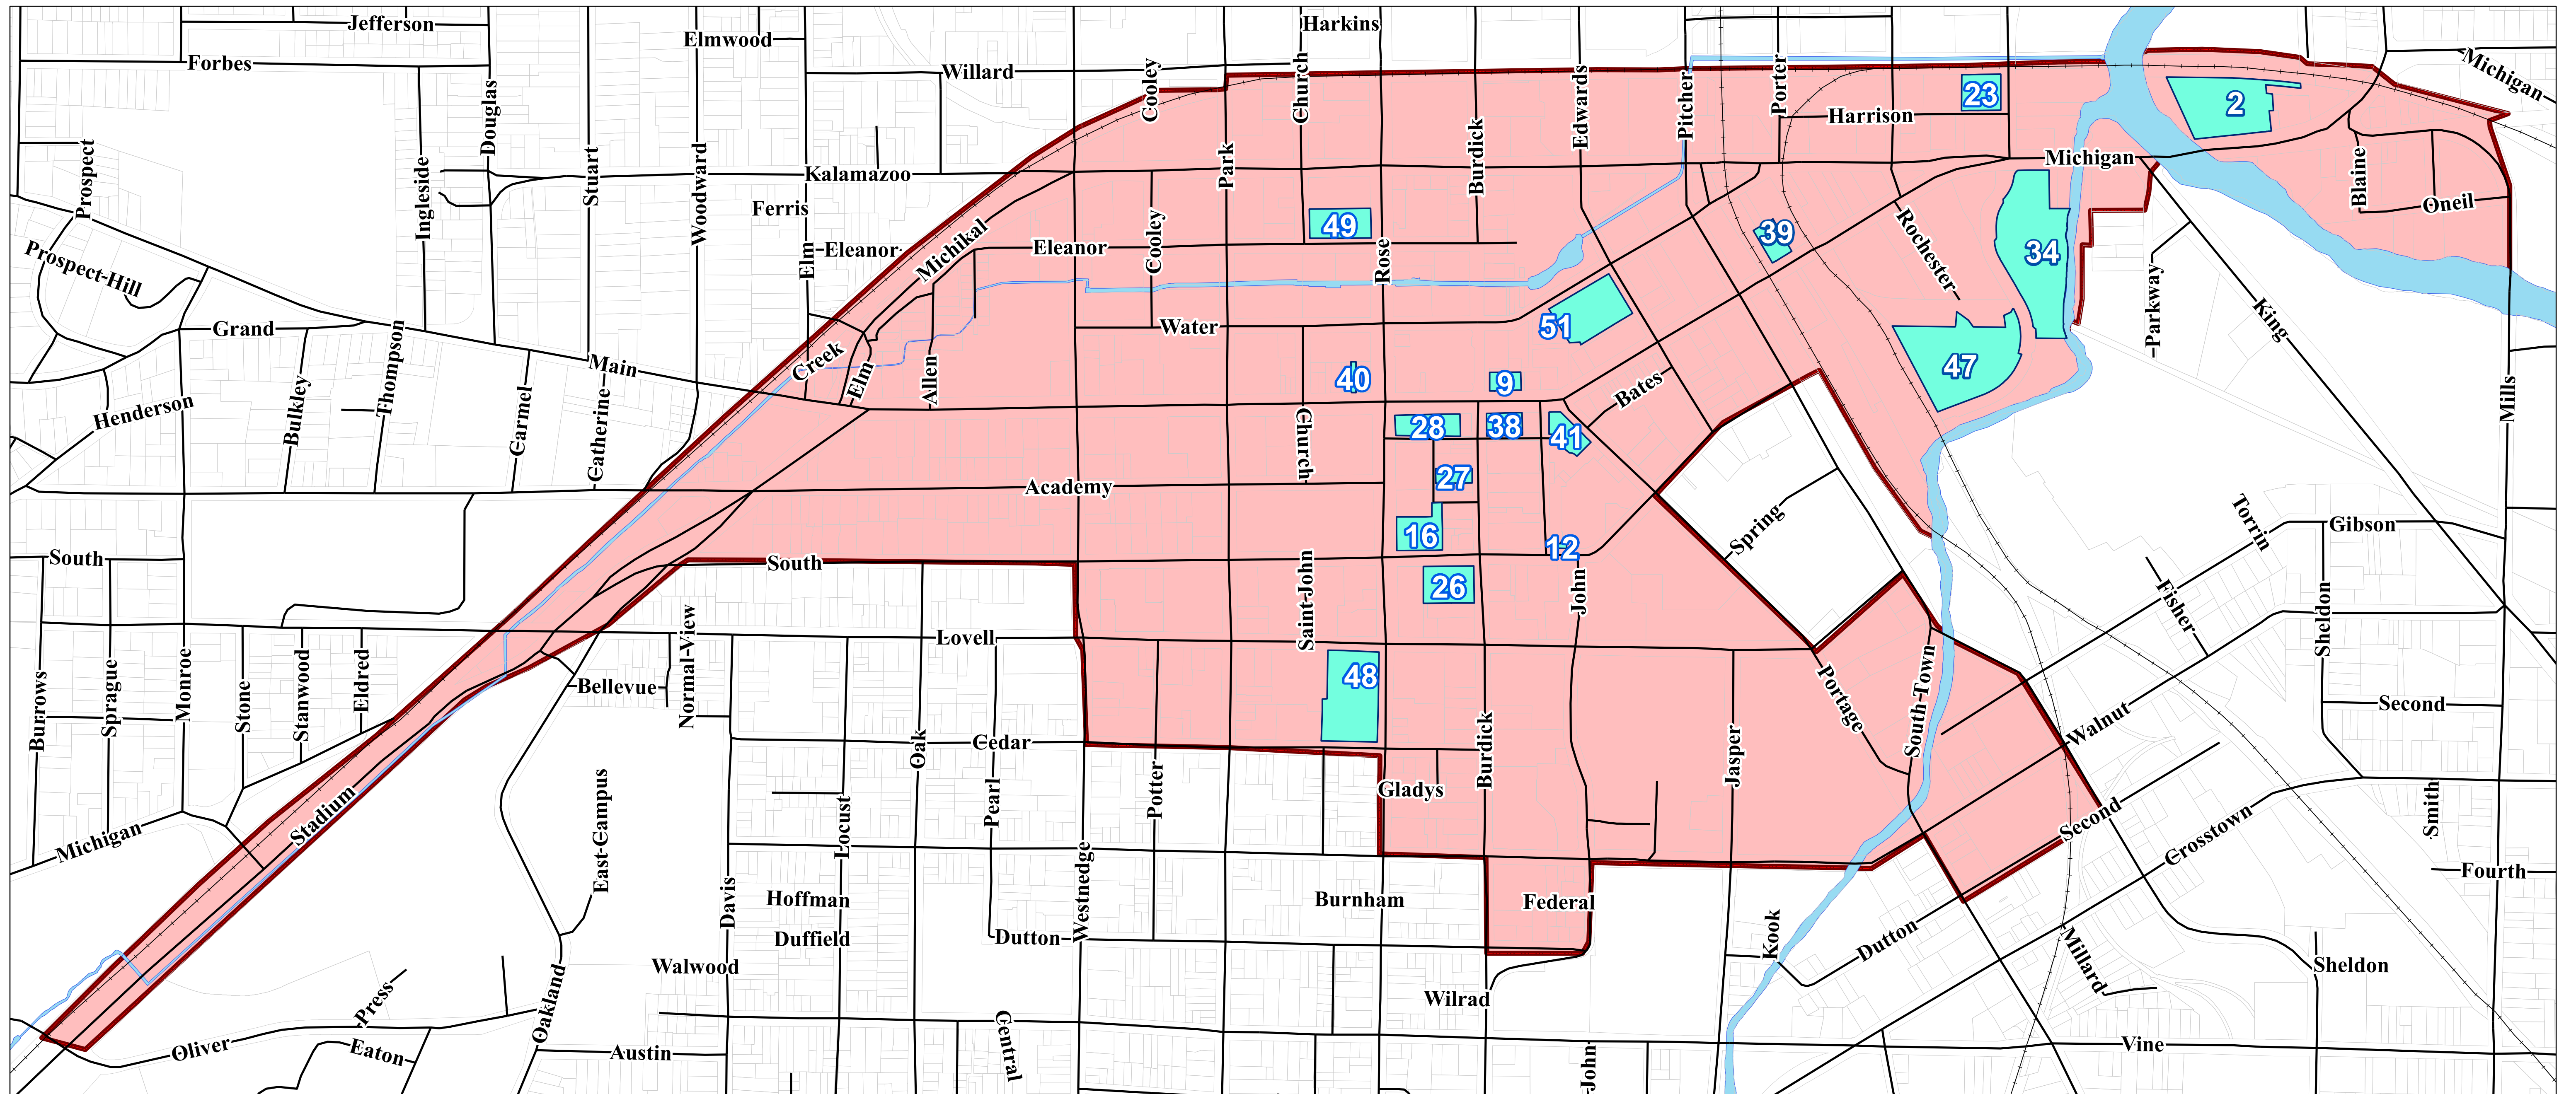 Jefferson
Harkins
Elmwood
Forbes
Willard
Michigan
Cooley
Church
Edwards
Pitcher
Porter
Harrison
23
2
Prospect
Ingleside
Douglas
Stuart
Woodward
Kalamazoo
Park
Burdick
Michigan
Blaine
Oneil
Ferris
Prospect-Hill
Elm
Eleanor
Michikal
Eleanor
Cooley
49
Rose
39
Rochester
34
Parkway
King
Grand
Thompson
Main
Creek
Elm
Allen
Water
51
47
Mills
Henderson
Bulkley
Carmel
Catherine
Church
40
9
Bates
28
38
41
27
Academy
16
12
Spring
Torrin
Gibson
South
South
Saint-John
26
John
Fisher
Sheldon
Burrows
Sprague
Monroe
Stone
Stanwood
Eldred
Bellevue
Normal-View
Lovell
48
Portage
South-Town
Walnut
Second
Oak
Cedar
Pearl
Potter
Gladys
Burdick
Jasper
Michigan
Stadium
East-Campus
Locust
Second
Crosstown
Smith
Fourth
Davis
Hoffman
Westnedge
Burnham
Federal
Duffield
Dutton
Kook
Dutton
Millard
Sheldon
Walwood
Wilrad
Press
Oakland
Oliver
Eaton
Austin
Central
John
Vine